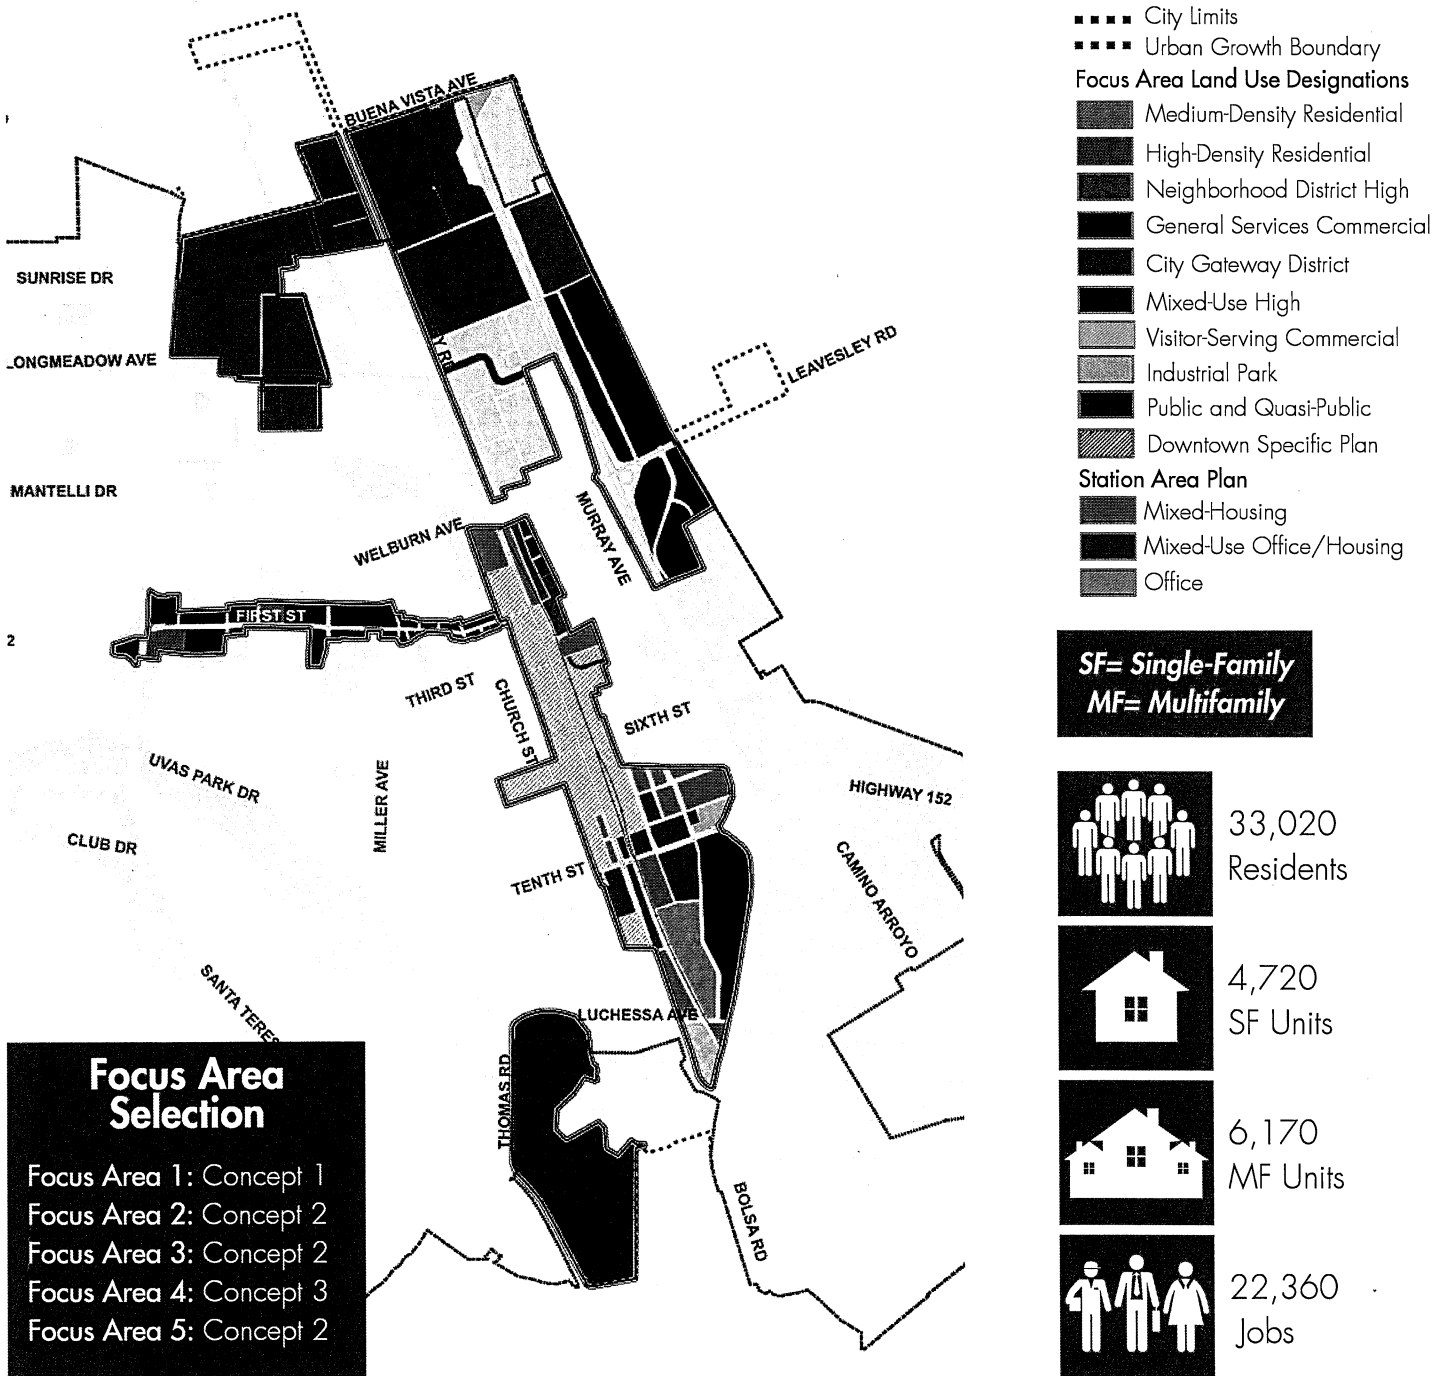 City Limits
Urban Growth Boundary
Focus Area Land Use Designations
Medium-Density Residential
High-Density Residential
Neighborhood District High
General Services Commercial
City Gateway District
Mixed-Use High
Visitor-Serving Commercial
Industrial Park
Public and Quasi-Public
Downtown Specific Plan
Station Area Plan
Mixed-Housing
Mixed-Use Office/Housing
Office
SF= Single-Family
MF= Multifamily
33,020
Residents
4,720
SF Units
6,170
MF Units
22,360
Jobs
BUENA VISTA AVE
SUNRISE DR
ONGMEADOW AVE
Y RD
LEAVESLEY RD
MANTELLI DR
WELBURN AVE
MURRAY AVE
FIRST ST
2
THIRD ST
CHURCH ST
SIXTH ST
UVAS PARK DR
MILLER AVE
HIGHWAY 152
CLUB DR
TENTH ST
CAMINO ARROYO
SANTA TERES
LUCHESSA AVE
THOMAS RD
BOLSA RD
Focus Area
Selection
Focus Area 1: Concept 1
Focus Area 2: Concept 2
Focus Area 3: Concept 2
Focus Area 4: Concept 3
Focus Area 5: Concept 2